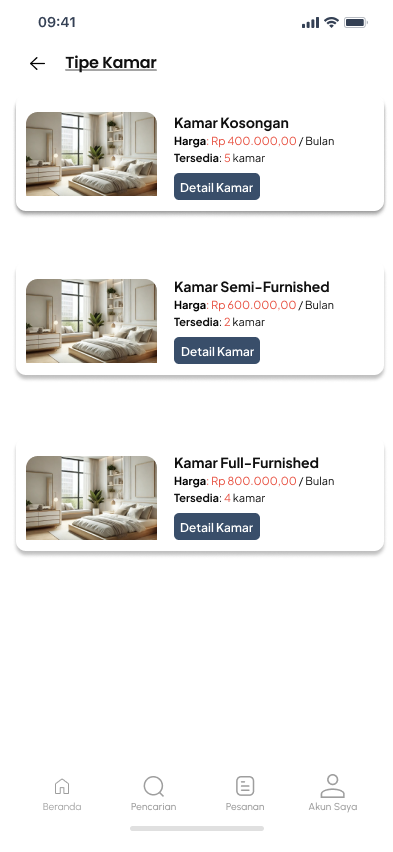 09:41
Tipe Kamar
Kamar Kosongan
Harga: Rp 400.000,00 / Bulan
Tersedia: 5 kamar
Detail Kamar
Kamar Semi-Furnished
Harga: Rp 600.000,00 / Bulan
Tersedia: 2 kamar
Detail Kamar
Kamar Full-Furnished
Harga: Rp 800.000,00 / Bulan
Tersedia: 4 kamar
Detail Kamar
Beranda Pencarian Pesanan Akun Saya